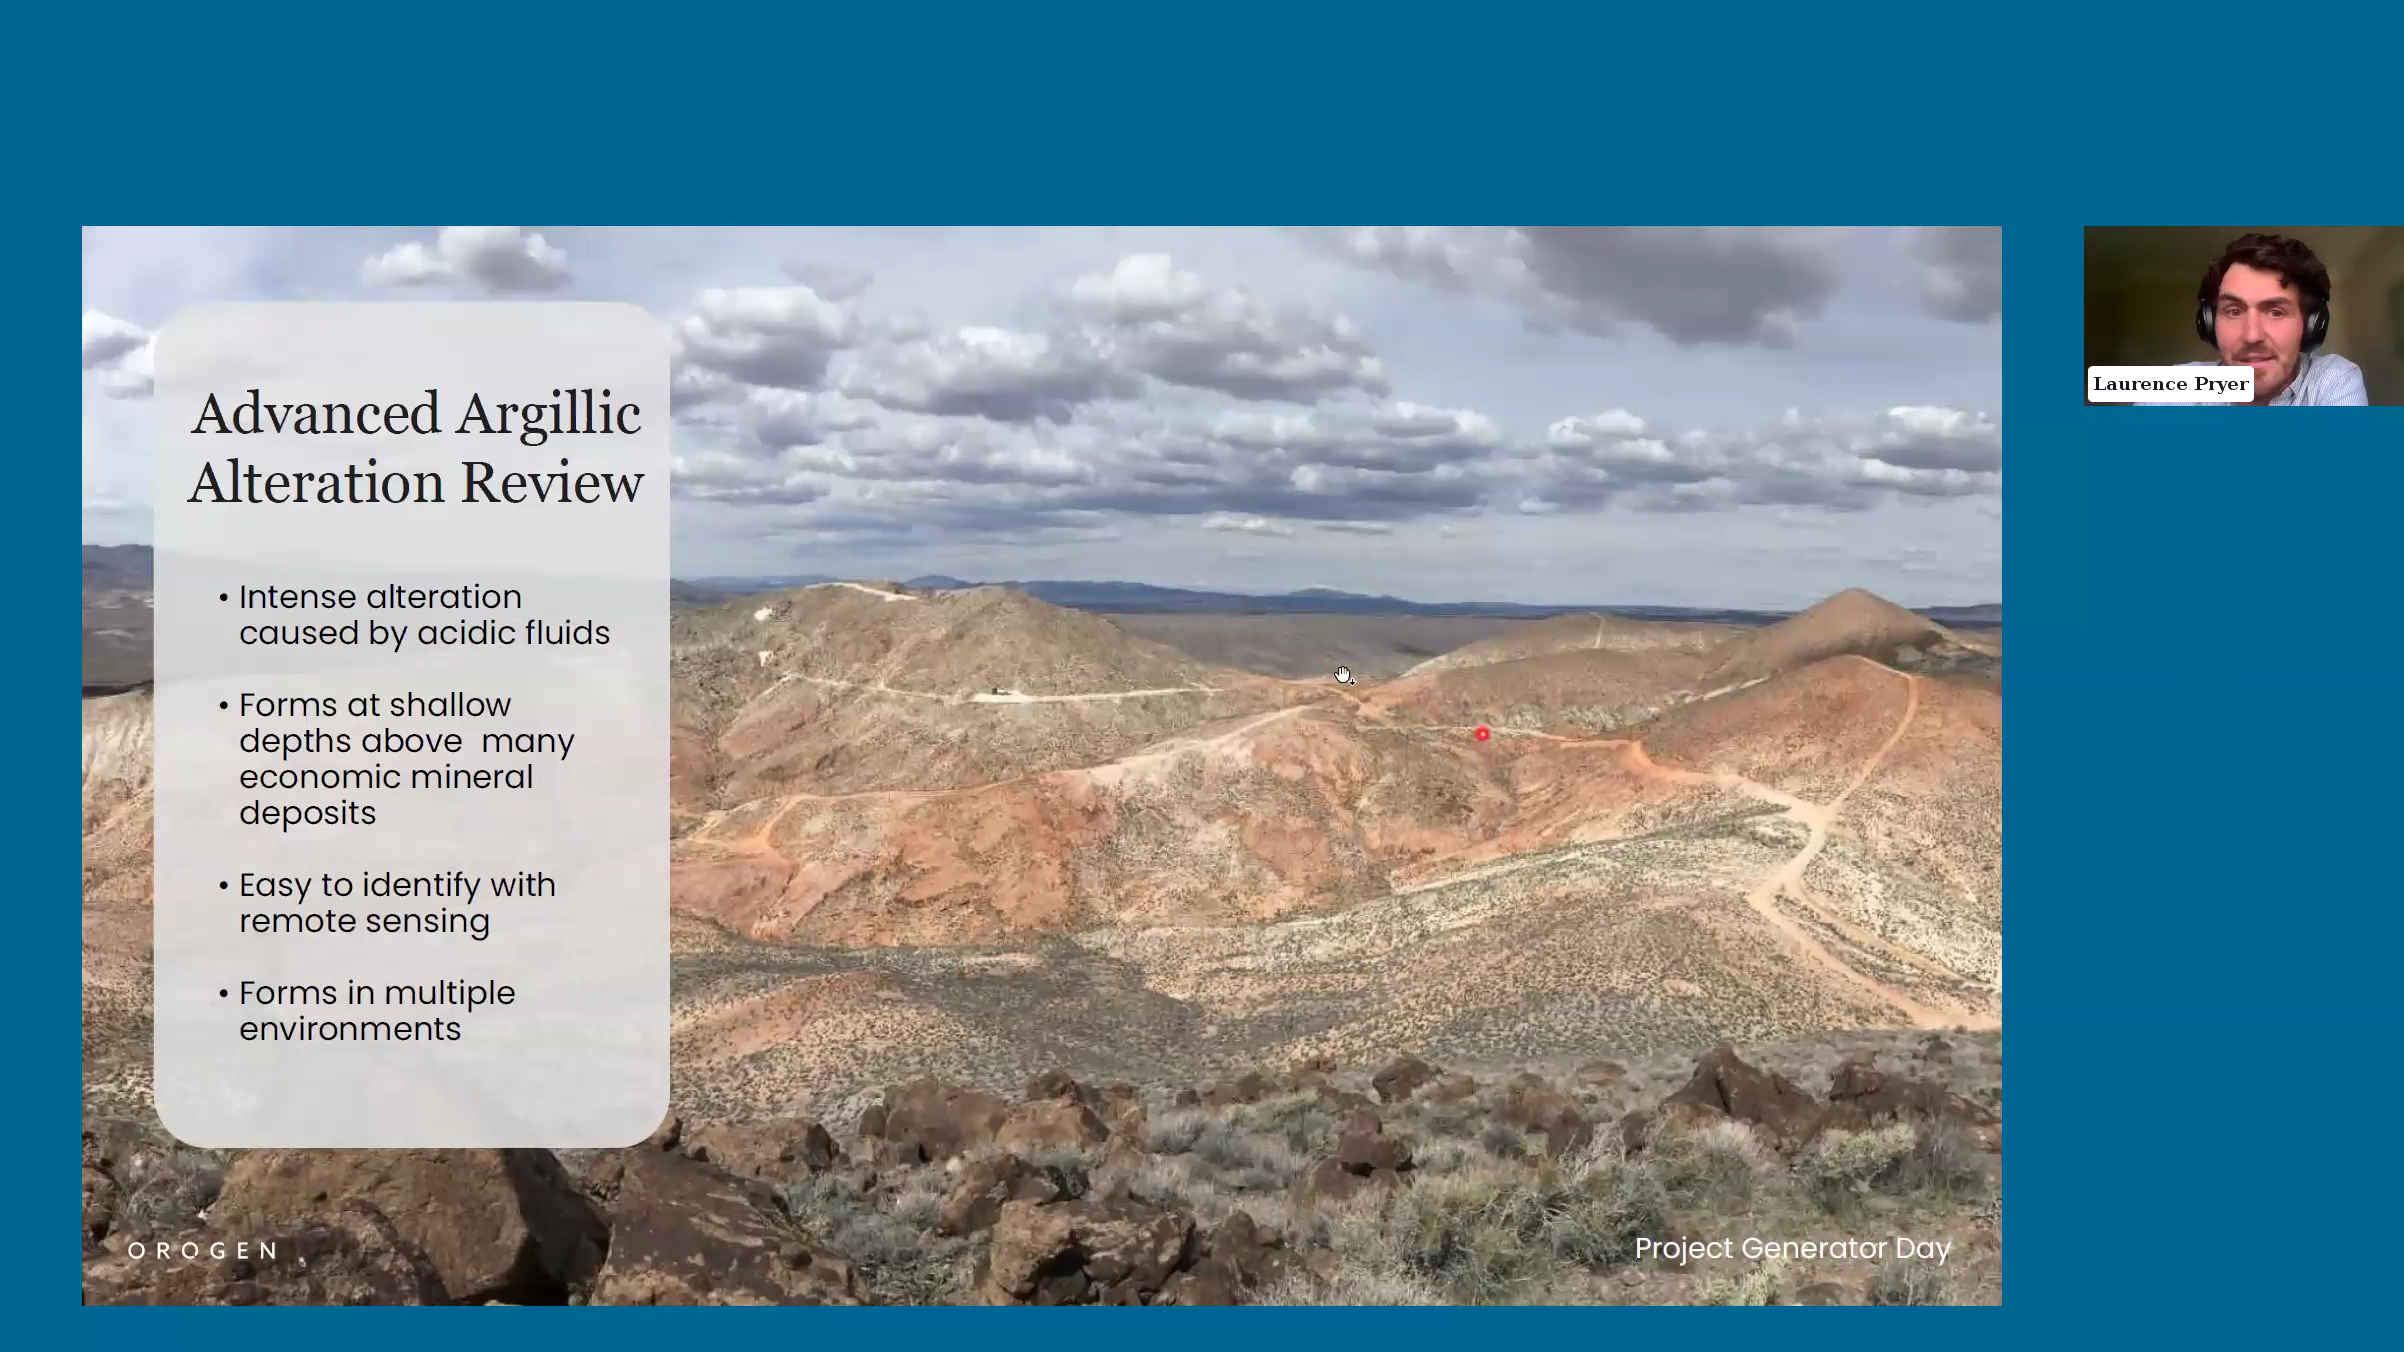 Advanced Argillic
Alteration Review
• Intense alteration
caused by acidic fluids
• Forms at shallow
depths above many
economic mineral
deposits
• Easy to identify with
remote sensing
• Forms in multiple
environments
OROGEN
Project Generator Day
Laurence Pryer